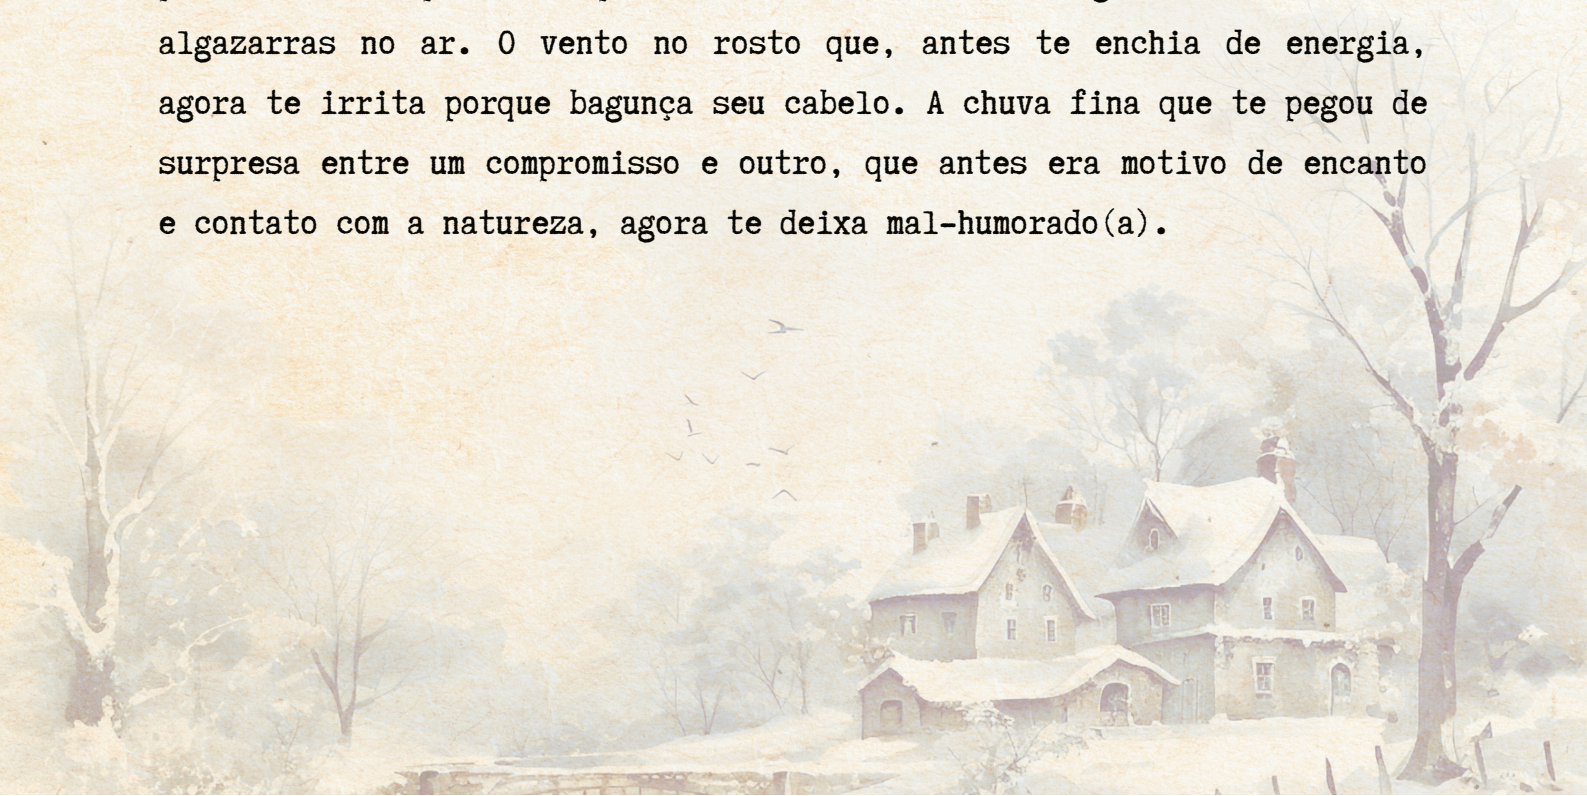 algazarras no ar. O vento no rosto que, antes te enchia de energia,
agora te irrita porque bagunça seu cabelo. A chuva fina que te pegou de
surpresa entre um compromisso e outro, que antes era motivo de encanto
e contato com a natureza, agora te deixa mal-humorado(a).